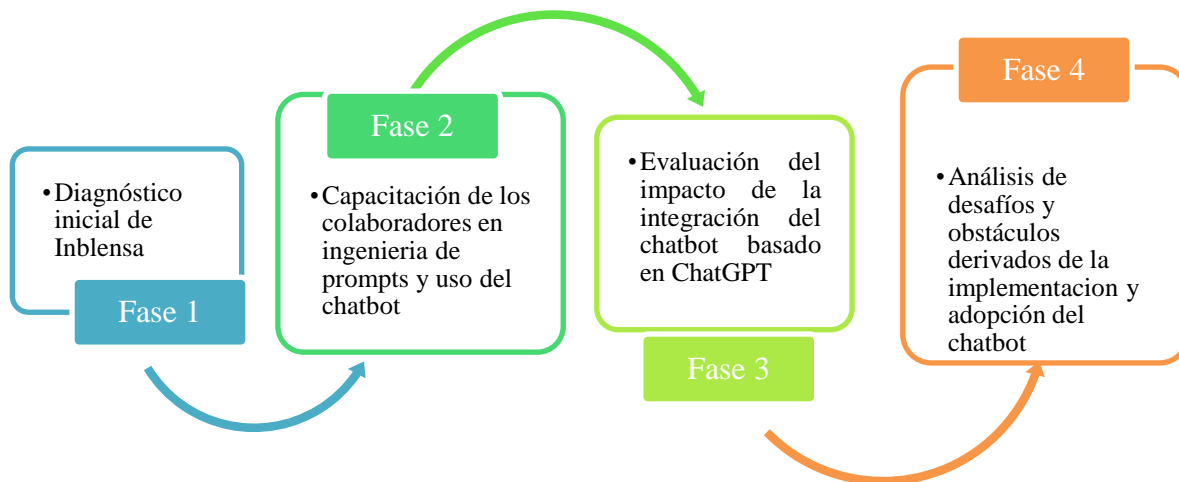 Fase 1
•Diagnóstico
inicial de
Inblensa
Fase 2
•Capacitación de los
colaboradores en
ingenieria de
prompts y uso del
chatbot
•Evaluación del
impacto de la
integración del
chatbot basado
en ChatGPT
Fase 3
Fase 4
•Análisis de
desafíos y
obstáculos
derivados de la
implementacion y
adopción del
chatbot